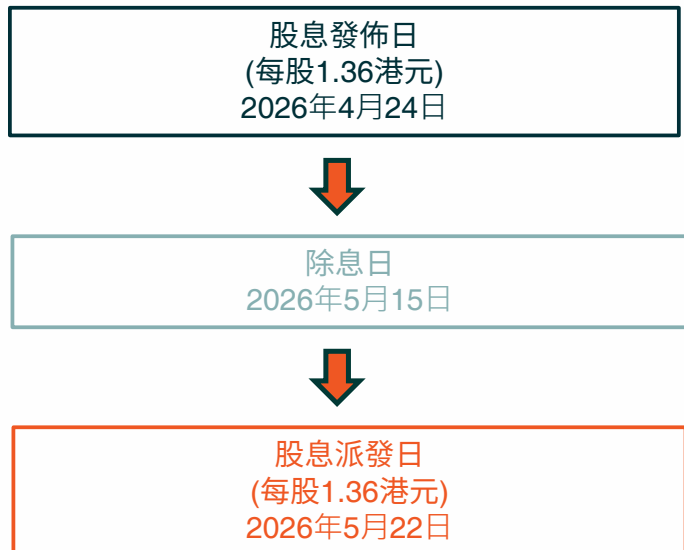 股息發佈日
(每股1.36港元)
2026年4月24日
除息日
2026年5月15日
股息派發日
(每股1.36港元)
2026年5月22日